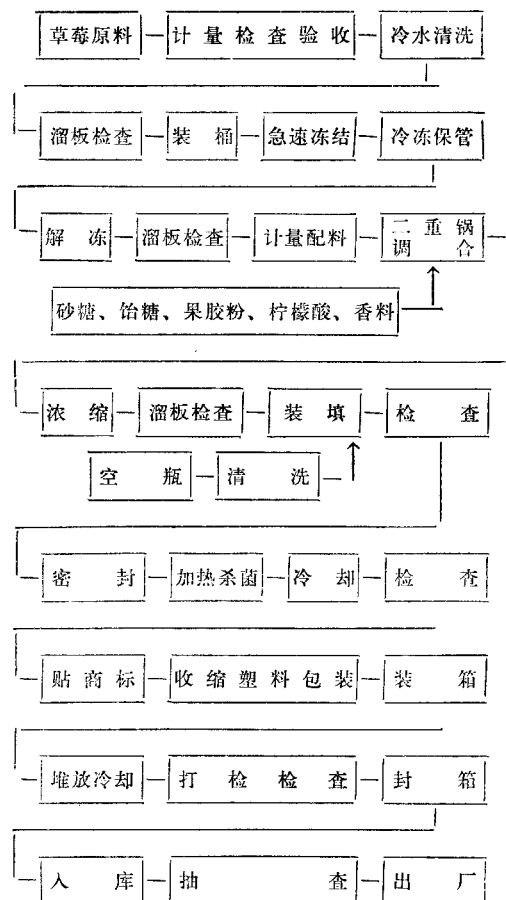 草莓原料 计量检查验收 冷水清洗
溜板检查 装桶 急速冻结 冷冻保管
解冻 溜板检查 计量配料 二重锅调合
砂糖、饴糖、果胶粉、柠檬酸、香料
浓缩 溜板检查 装填 检查
空瓶 清洗
密封 加热杀菌 冷却 检查
贴商标 收缩塑料包装 装箱
堆放冷却 打检检查 封箱
入库 抽查 出厂